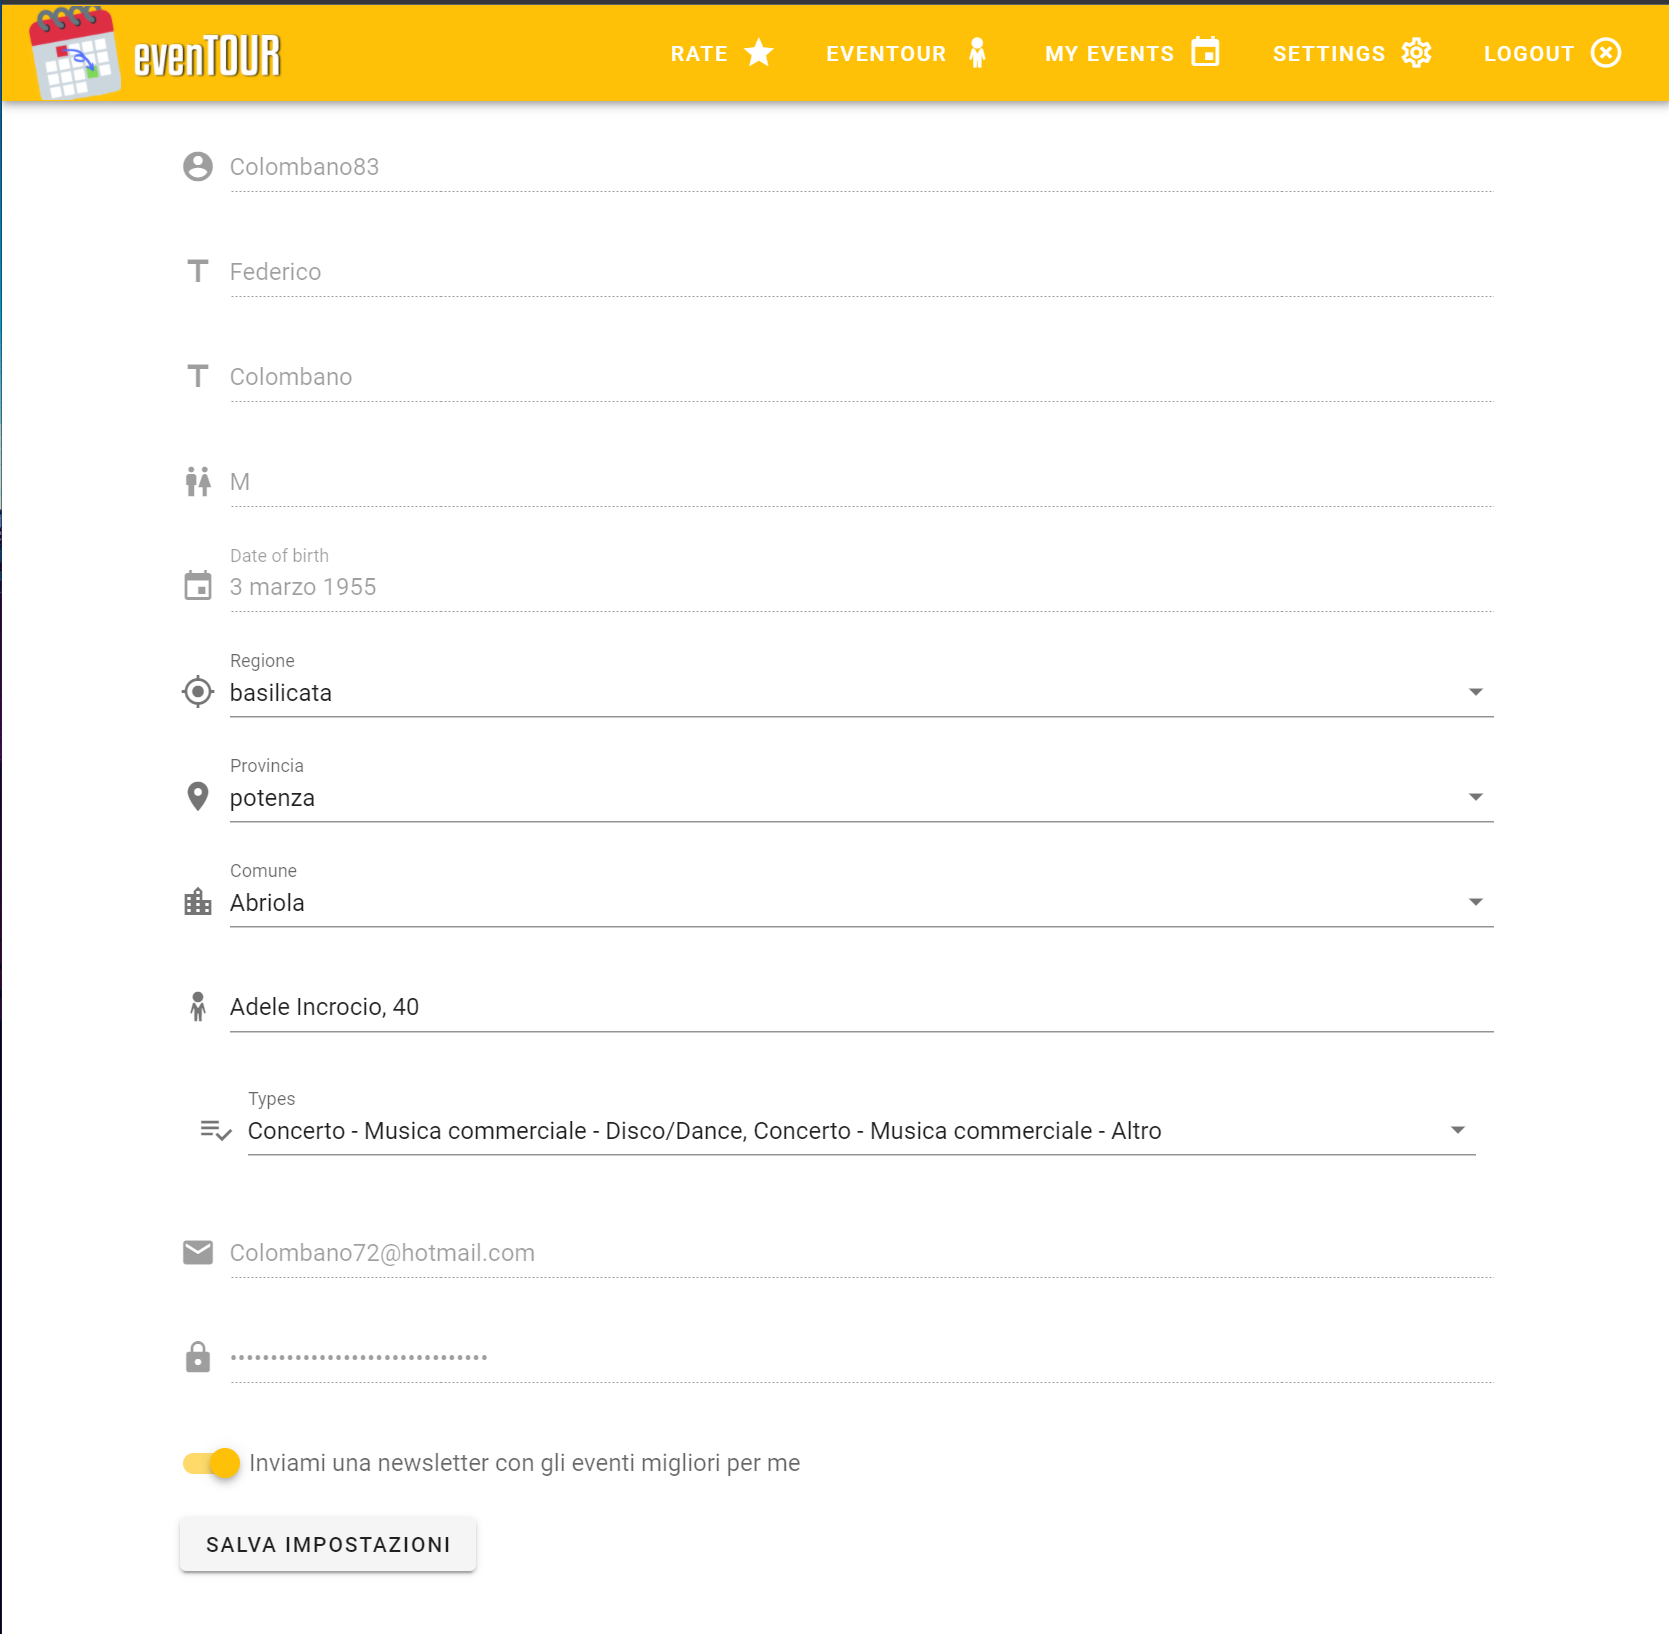 evenTOUR
RATE EVENTOUR MY EVENTS SETTINGS LOGOUT
Colombano83
Federico
Colombano
M
Date of birth
3 marzo 1955
Regione
basilicata
Provincia
potenza
Comune
Abriola
Adele Incrocio, 40
Types
Concerto - Musica commerciale - Disco/Dance, Concerto - Musica commerciale - Altro
Colombano72@hotmail.com
Inviami una newsletter con gli eventi migliori per me
SALVA IMPOSTAZIONI